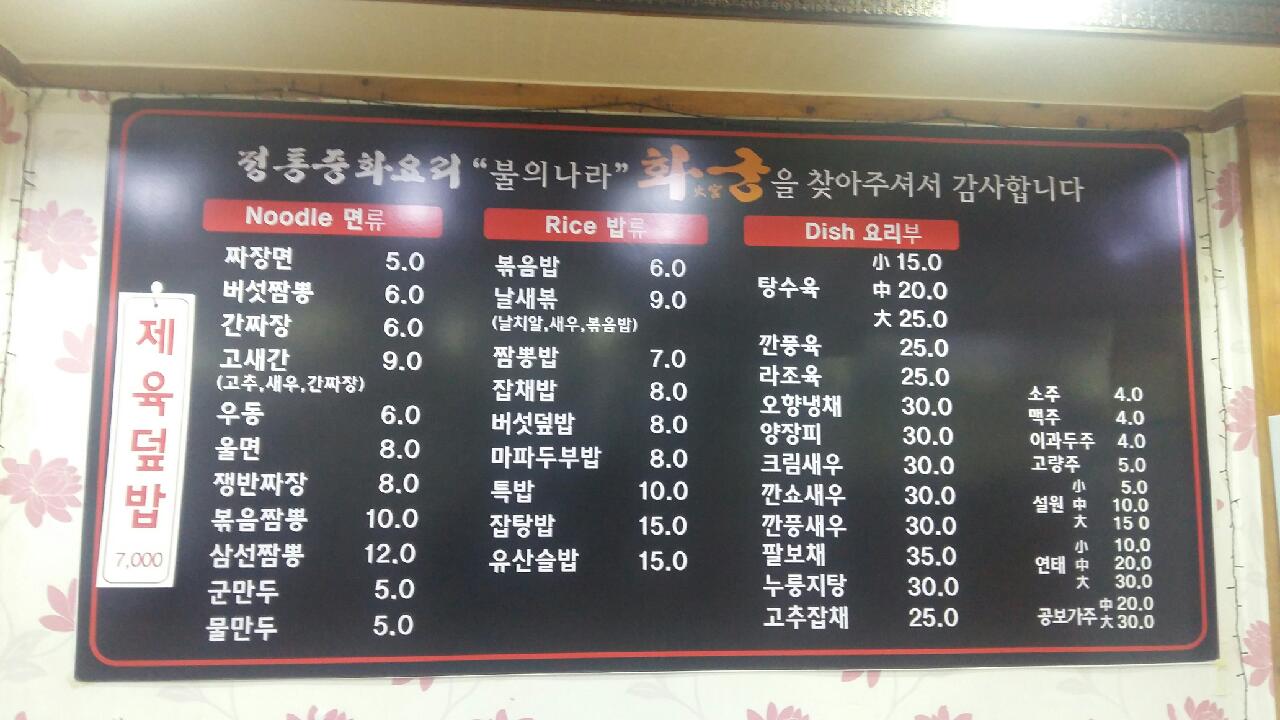 정통중화요리 "불의나라" 화궁을 찾아주셔서 감사합니다
火宮
Noodle 면류
짜장면 5.0
버섯짬뽕 6.0
간짜장 6.0
고새간 9.0
(고추,새우,간짜장)
우동 6.0
울면 8.0
쟁반짜장 8.0
볶음짬뽕 10.0
삼선짬뽕 12.0
군만두 5.0
물만두 5.0
Rice 밥류
볶음밥 6.0
날새볶 9.0
(날치알,새우,볶음밥)
짬뽕밥 7.0
잡채밥 8.0
버섯덮밥 8.0
마파두부밥 8.0
특밥 10.0
잡탕밥 15.0
유산슬밥 15.0
Dish 요리부
탕수육 小 15.0
中 20.0
大 25.0
깐풍육 25.0
라조육 25.0
오향냉채 30.0
양장피 30.0
크림새우 30.0
깐쇼새우 30.0
깐풍새우 30.0
팔보채 35.0
누룽지탕 30.0
고추잡채 25.0
소주 4.0
맥주 4.0
이과두주 4.0
고량주 5.0
설원 小 5.0
中 10.0
大 15 0
연태 小 10.0
中 20.0
大 30.0
공보가주 中 20.0
大 30.0
제육덮밥
7,000